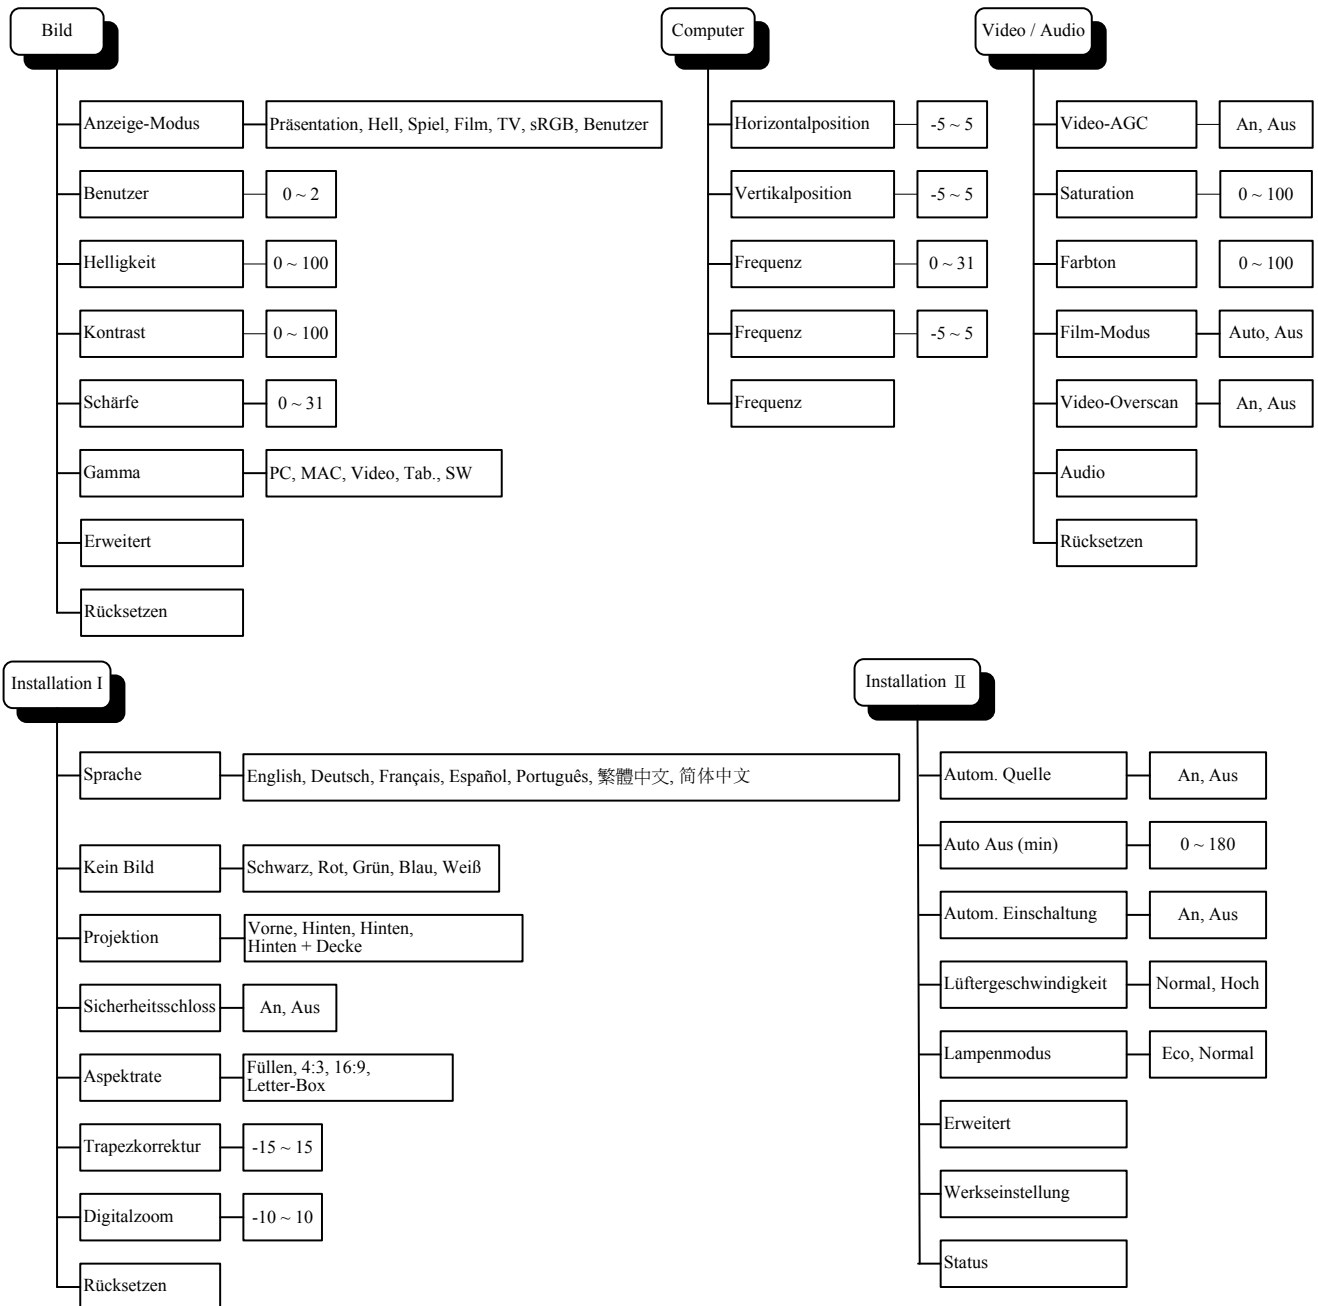 Bild
Anzeige-Modus
Präsentation, Hell, Spiel, Film, TV, sRGB, Benutzer
Benutzer
0 ~ 2
Helligkeit
0 ~ 100
Kontrast
0 ~ 100
Schärfe
0 ~ 31
Gamma
PC, MAC, Video, Tab., SW
Erweitert
Rücksetzen
Computer
Horizontalposition
-5 ~ 5
Vertikalposition
-5 ~ 5
Frequenz
0 ~ 31
Frequenz
-5 ~ 5
Frequenz
Video / Audio
Video-AGC
An, Aus
Saturation
0 ~ 100
Farbton
0 ~ 100
Film-Modus
Auto, Aus
Video-Overscan
An, Aus
Audio
Rücksetzen
Installation I
Sprache
English, Deutsch, Français, Español, Português, 繁體中文, 简体中文
Kein Bild
Schwarz, Rot, Grün, Blau, Weiß
Projektion
Vorne, Hinten, Hinten,
Hinten + Decke
Sicherheitsschloss
An, Aus
Aspektrate
Füllen, 4:3, 16:9,
Letter-Box
Trapezkorrektur
-15 ~ 15
Digitalzoom
-10 ~ 10
Rücksetzen
Installation Ⅱ
Autom. Quelle
An, Aus
Auto Aus (min)
0 ~ 180
Autom. Einschaltung
An, Aus
Lüftergeschwindigkeit
Normal, Hoch
Lampenmodus
Eco, Normal
Erweitert
Werkseinstellung
Status